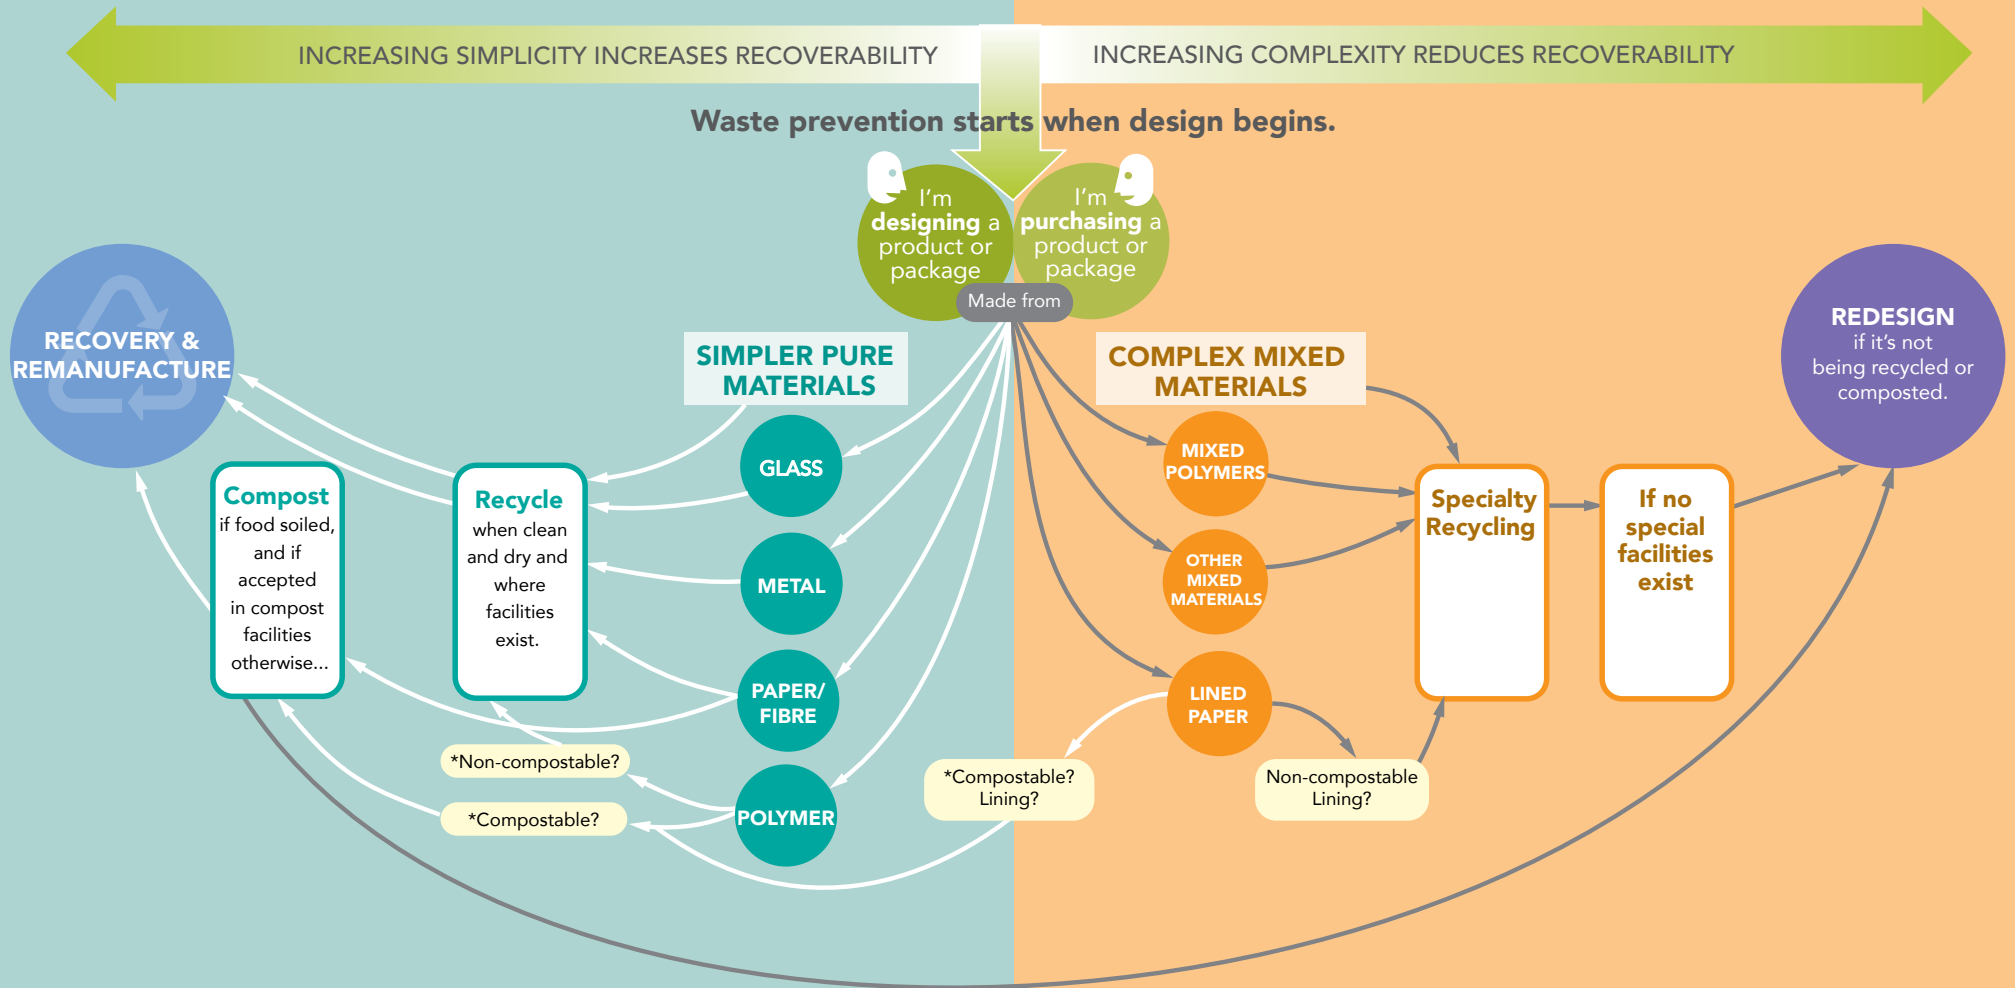 INCREASING SIMPLICITY INCREASES RECOVERABILITY
INCREASING COMPLEXITY REDUCES RECOVERABILITY
Waste prevention starts when design begins.
I'm
designing a
product or
package
I'm
purchasing a
product or
package
Made from
RECOVERY &
REMANUFACTURE
SIMPLER PURE
MATERIALS
COMPLEX MIXED
MATERIALS
REDESIGN
if it's not
being recycled or
composted.
Compost
if food soiled,
and if
accepted
in compost
facilities
otherwise...
Recycle
when clean
and dry and
where
facilities
exist.
GLASS
METAL
PAPER/
FIBRE
POLYMER
*Non-compostable?
*Compostable?
MIXED
POLYMERS
OTHER
MIXED
MATERIALS
LINED
PAPER
*Compostable?
Lining?
Non-compostable
Lining?
Specialty
Recycling
If no
special
facilities
exist